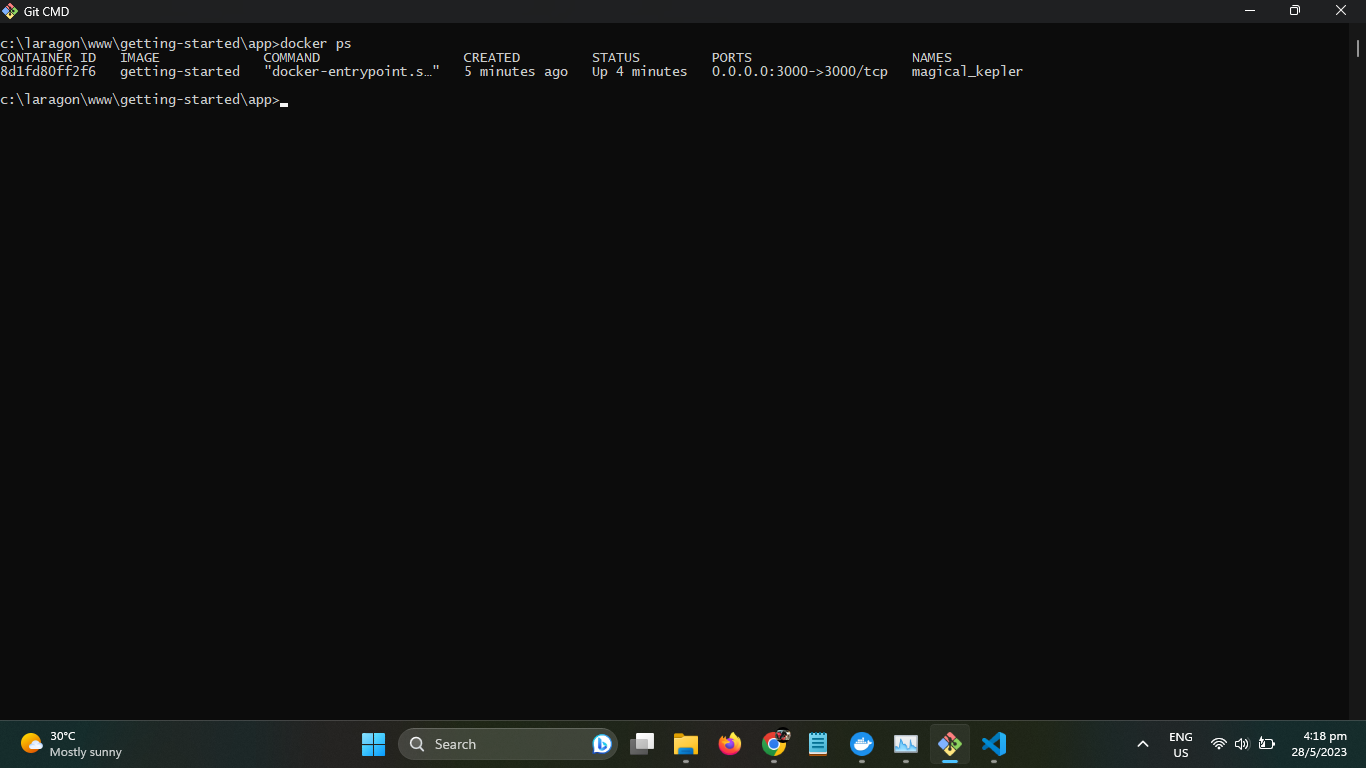 Git CMD
c:\laragon\www\getting-started\app>docker ps
CONTAINER ID   IMAGE             COMMAND                  CREATED         STATUS         PORTS                    NAMES
8d1fd80ff2f6   getting-started   "docker-entrypoint.s…"   5 minutes ago   Up 4 minutes   0.0.0.0:3000->3000/tcp   magical_kepler
c:\laragon\www\getting-started\app>
30°C
Mostly sunny
Search
ENG
US
4:18 pm
28/5/2023